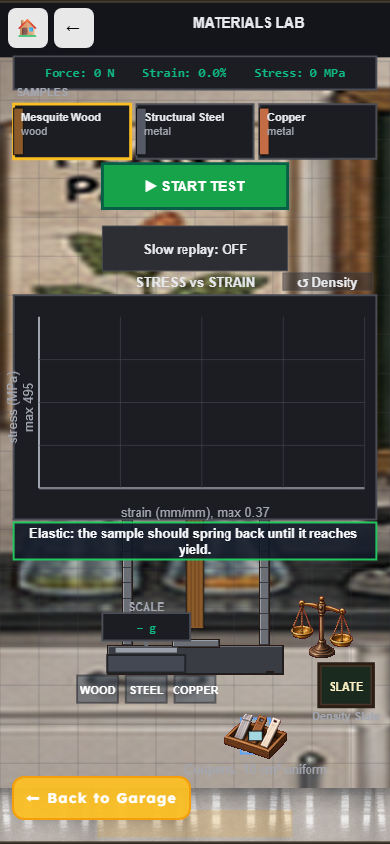 MATERIALS LAB
Force: 0 N Strain: 0.0% Stress: 0 MPa
SAMPLES
Mesquite Wood
wood
Structural Steel
metal
Copper
metal
▶ START TEST
Slow replay: OFF
STRESS vs STRAIN
↺ Density
stress (MPa)
max 495
strain (mm/mm), max 0.37
Elastic: the sample should spring back until it reaches
yield.
SCALE
– g
WOOD STEEL COPPER
SLATE
Density Slate
← Back to Garage